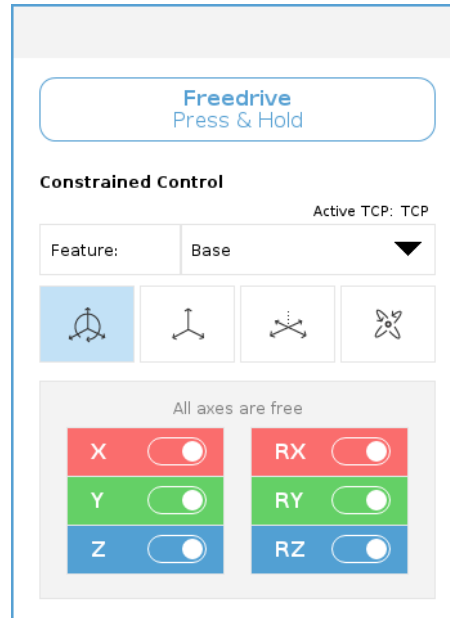 Freedrive
Press & Hold
Constrained Control
Active TCP: TCP
Feature: Base
All axes are free
X RX
Y RY
Z RZ